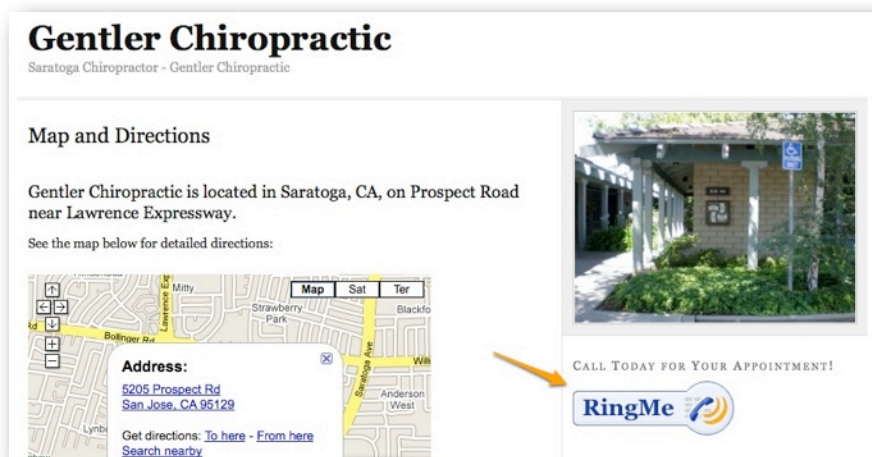 Gentler Chiropractic
Saratoga Chiropractor - Gentler Chiropractic
Map and Directions
Gentler Chiropractic is located in Saratoga, CA, on Prospect Road
near Lawrence Expressway.
See the map below for detailed directions:
Mitty
Map Sat Ter
Strawberry
Park
Bollinger Rd
Saratoga Ave
Anderson
West
Address:
5205 Prospect Rd
San Jose, CA 95129
Get directions: To here - From here
Search nearby
CALL TODAY FOR YOUR APPOINTMENT!
RingMe